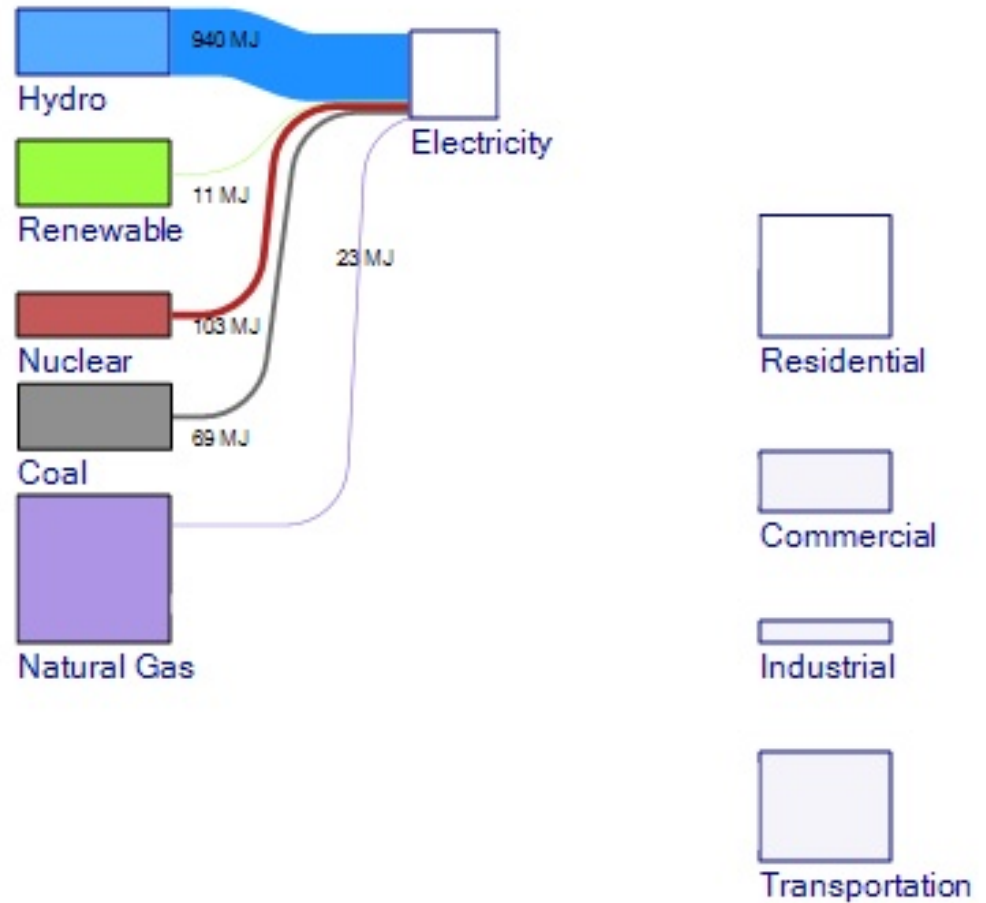 940 MJ
Hydro
Electricity
11 MJ
Renewable
23 MJ
103 MJ
Nuclear
Residential
69 MJ
Coal
Commercial
Natural Gas
Industrial
Transportation